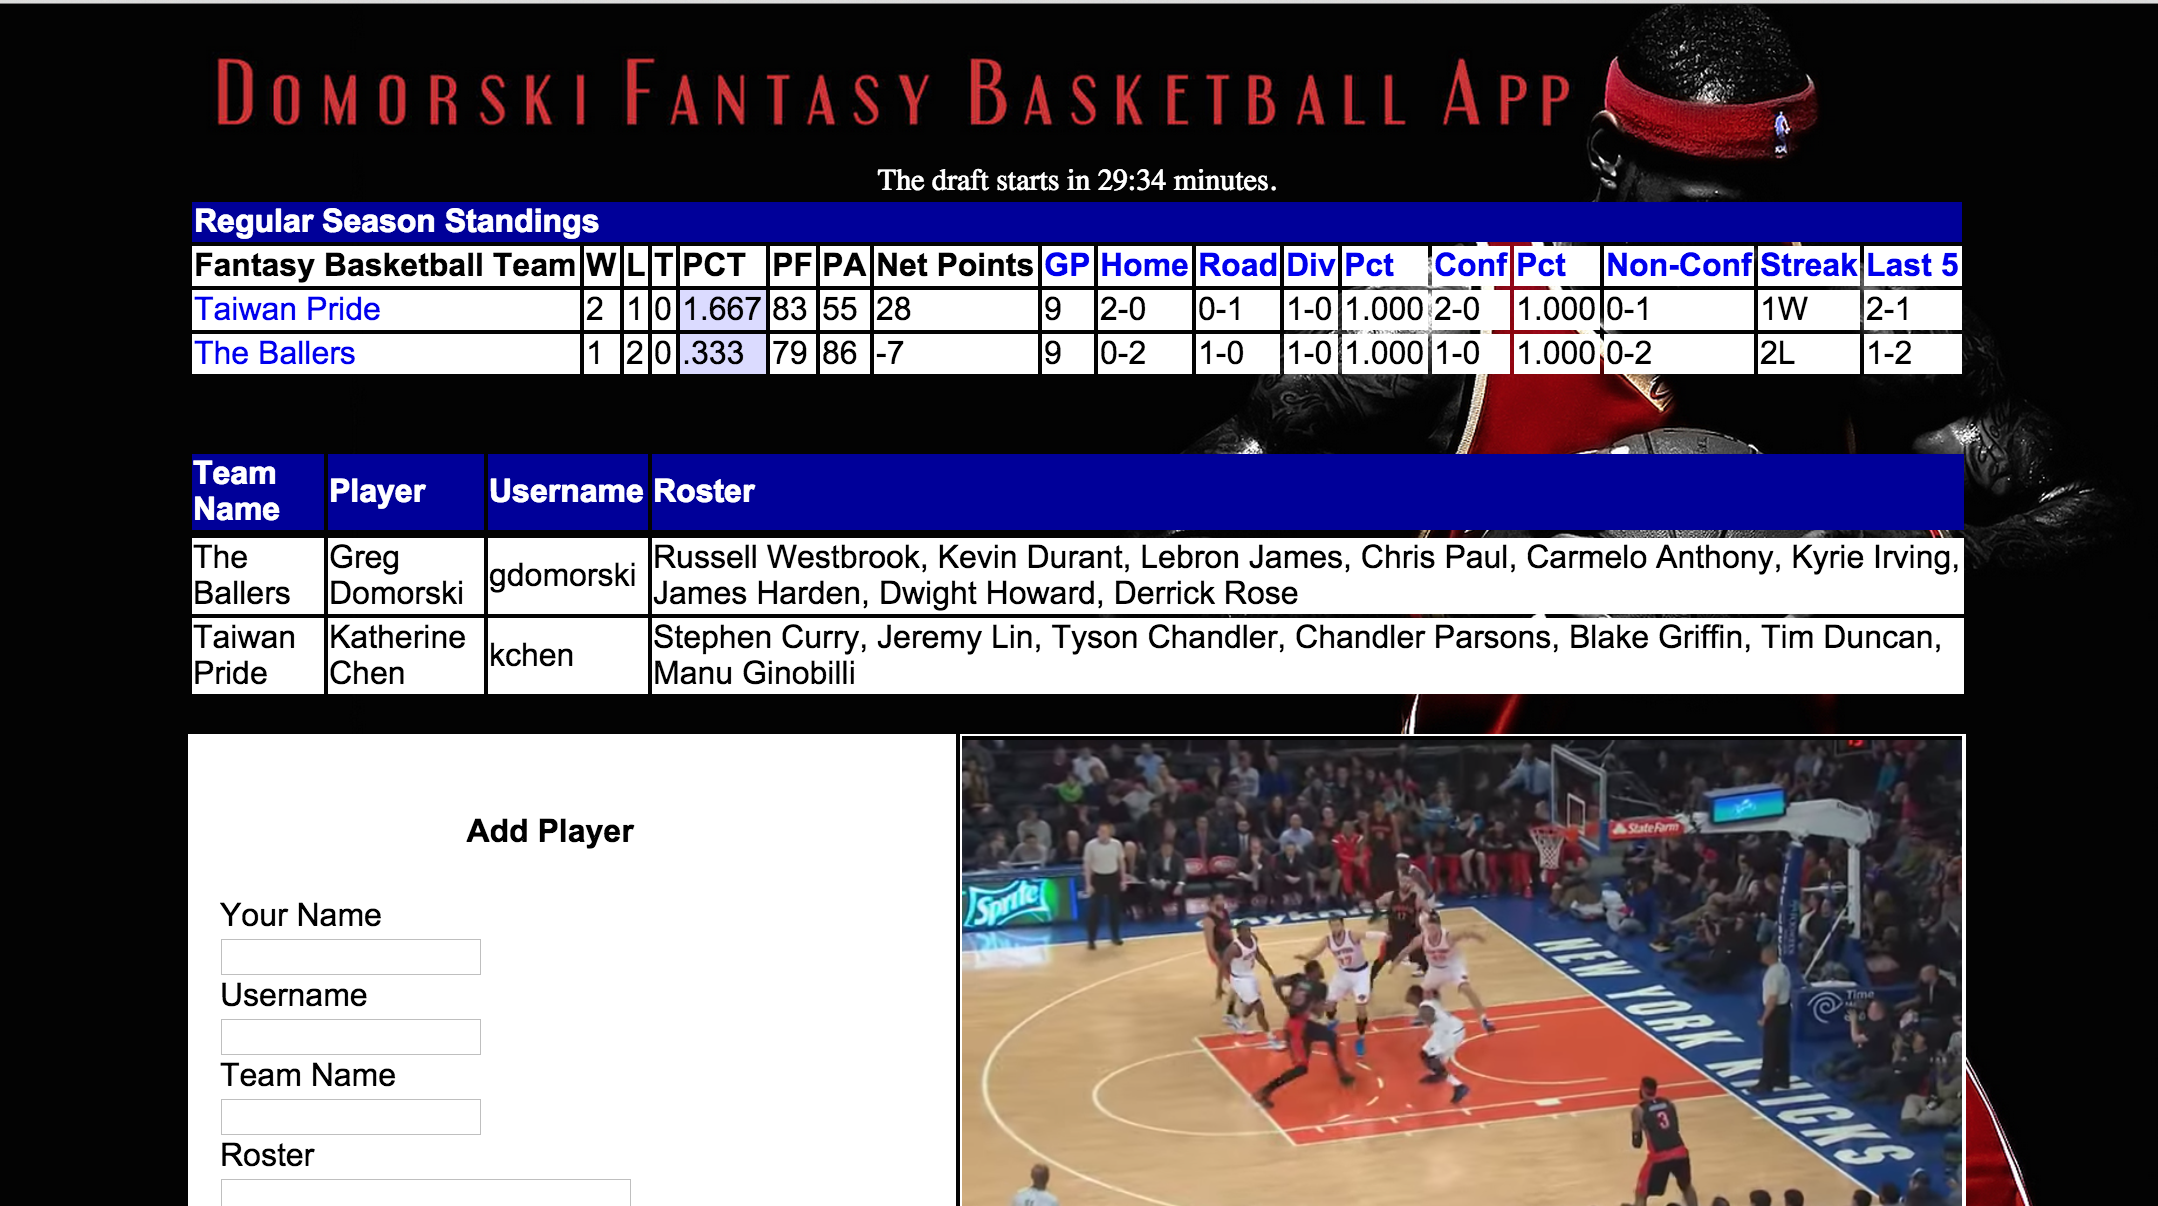 DOMORSKI FANTASY BASKETBALL APP
The draft starts in 29:34 minutes.
Regular Season Standings
Fantasy Basketball Team W L T PCT PF PA Net Points GP Home Road Div Pct Conf Pct Non-Conf Streak Last 5
Taiwan Pride 2 1 0 1.667 83 55 28 9 2-0 0-1 1-0 1.000 2-0 1.000 0-1 1W 2-1
The Ballers 1 2 0 .333 79 86 -7 9 0-2 1-0 1-0 1.000 1-0 1.000 0-2 2L 1-2
Team Name Player Username Roster
The Ballers Greg Domorski gdomorski Russell Westbrook, Kevin Durant, Lebron James, Chris Paul, Carmelo Anthony, Kyrie Irving, James Harden, Dwight Howard, Derrick Rose
Taiwan Pride Katherine Chen kchen Stephen Curry, Jeremy Lin, Tyson Chandler, Chandler Parsons, Blake Griffin, Tim Duncan, Manu Ginobilli
Add Player
Your Name
Username
Team Name
Roster
StateFarm
Sprite
NEW YORK KNICKS
Time
3